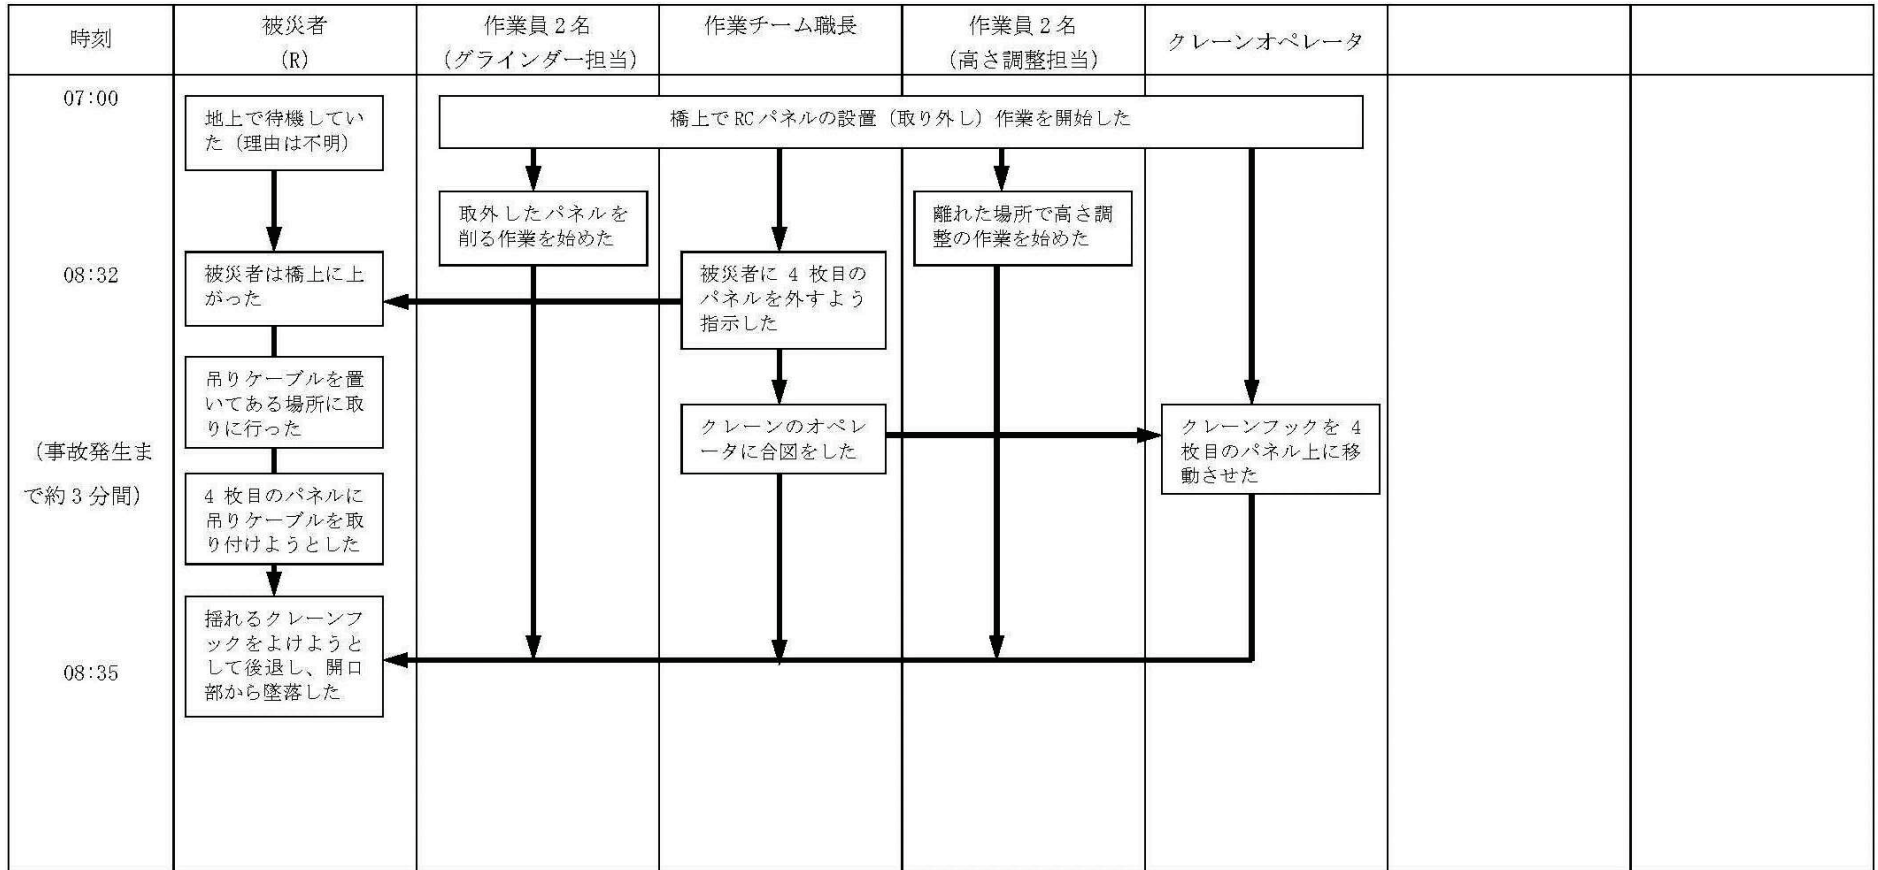 時刻
被災者
(R)
作業員2名
(グラインダー担当)
作業チーム職長
作業員2名
(高さ調整担当)
クレーンオペレータ
07:00
地上で待機してい
た(理由は不明)
橋上でRCパネルの設置(取り外し)作業を開始した
取外したパネルを
削る作業を始めた
離れた場所で高さ調
整の作業を始めた
08:32
被災者は橋上に上
がった
被災者に 4 枚目の
パネルを外すよう
指示した
吊りケーブルを置
いてある場所に取
りに行った
クレーンのオペレ
ータに合図をした
クレーンフックを 4
枚目のパネル上に移
動させた
(事故発生ま
で約3分間)
4 枚目のパネルに
吊りケーブルを取
り付けようとした
08:35
揺れるクレーンフ
ックをよけようと
して後退し、開口
部から墜落した